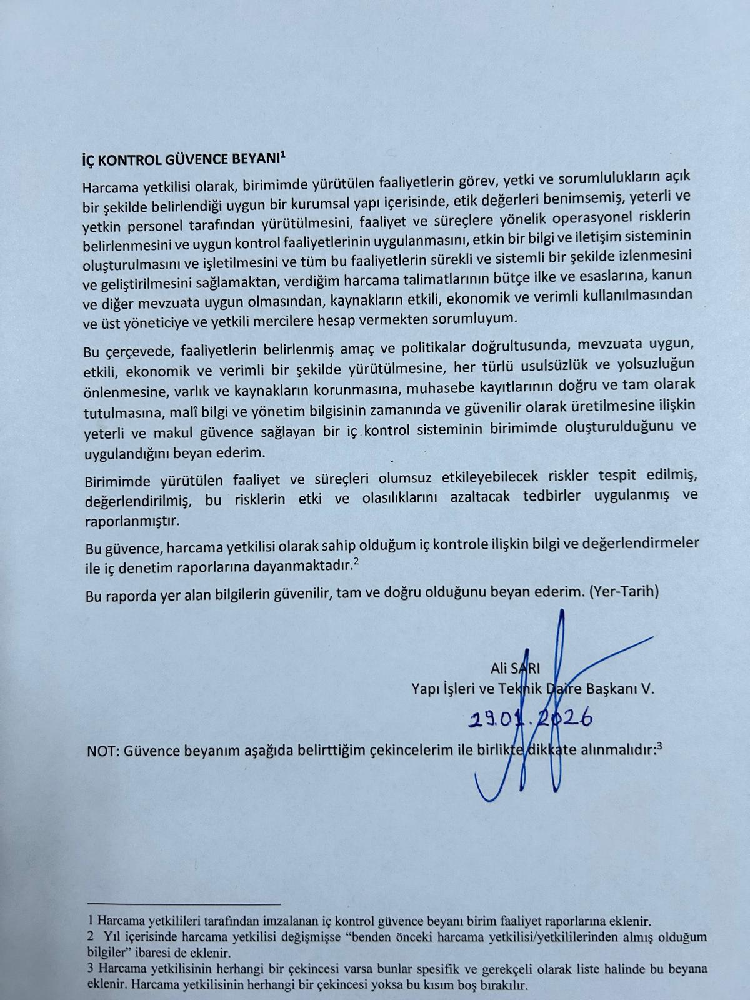 İÇ KONTROL GÜVENCE BEYANI¹
Harcama yetkilisi olarak, birimimde yürütülen faaliyetlerin görev, yetki ve sorumlulukların açık
bir şekilde belirlendiği uygun bir kurumsal yapı içerisinde, etik değerleri benimsemiş, yeterli ve
yetkin personel tarafından yürütülmesini, faaliyet ve süreçlere yönelik operasyonel risklerin
belirlenmesini ve uygun kontrol faaliyetlerinin uygulanmasını, etkin bir bilgi ve iletişim sisteminin
oluşturulmasını ve işletilmesini ve tüm bu faaliyetlerin sürekli ve sistemli bir şekilde izlenmesini
ve geliştirilmesini sağlamaktan, verdiğim harcama talimatlarının bütçe ilke ve esaslarına, kanun
ve diğer mevzuata uygun olmasından, kaynakların etkili, ekonomik ve verimli kullanılmasından
ve üst yöneticiye ve yetkili mercilere hesap vermekten sorumluyum.
Bu çerçevede, faaliyetlerin belirlenmiş amaç ve politikalar doğrultusunda, mevzuata uygun,
etkili, ekonomik ve verimli bir şekilde yürütülmesine, her türlü usulsüzlük ve yolsuzluğun
önlenmesine, varlık ve kaynakların korunmasına, muhasebe kayıtlarının doğru ve tam olarak
tutulmasına, malî bilgi ve yönetim bilgisinin zamanında ve güvenilir olarak üretilmesine ilişkin
yeterli ve makul güvence sağlayan bir iç kontrol sisteminin birimimde oluşturulduğunu ve
uygulandığını beyan ederim.
Birimimde yürütülen faaliyet ve süreçleri olumsuz etkileyebilecek riskler tespit edilmiş,
değerlendirilmiş, bu risklerin etki ve olasılıklarını azaltacak tedbirler uygulanmış ve
raporlanmıştır.
Bu güvence, harcama yetkilisi olarak sahip olduğum iç kontrole ilişkin bilgi ve değerlendirmeler
ile iç denetim raporlarına dayanmaktadır.²
Bu raporda yer alan bilgilerin güvenilir, tam ve doğru olduğunu beyan ederim. (Yer-Tarih)
Ali SARI
Yapı İşleri ve Teknik Daire Başkanı V.
29.01.2026
NOT: Güvence beyanım aşağıda belirttiğim çekincelerim ile birlikte dikkate alınmalıdır:³
1 Harcama yetkilileri tarafından imzalanan iç kontrol güvence beyanı birim faaliyet raporlarına eklenir.
2 Yıl içerisinde harcama yetkilisi değişmişse “benden önceki harcama yetkilisi/yetkililerinden almış olduğum
bilgiler” ibaresi de eklenir.
3 Harcama yetkilisinin herhangi bir çekincesi varsa bunlar spesifik ve gerekçeli olarak liste halinde bu beyana
eklenir. Harcama yetkilisinin herhangi bir çekincesi yoksa bu kısım boş bırakılır.